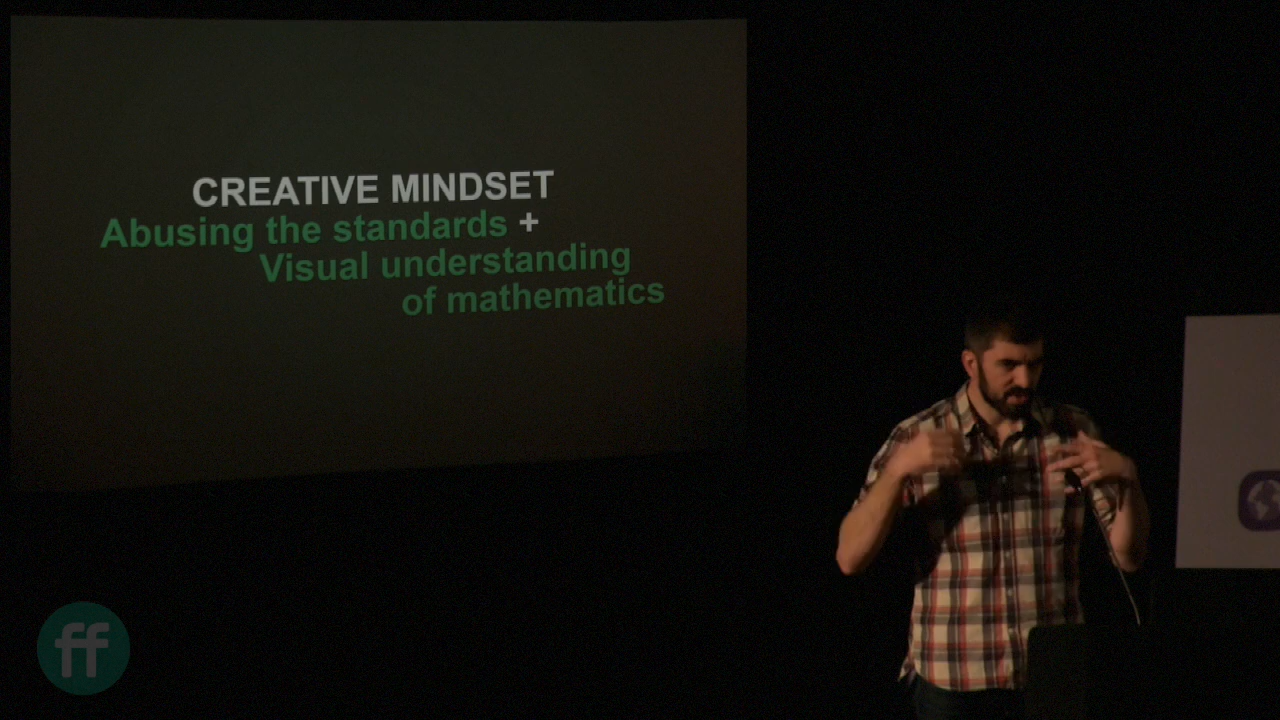 CREATIVE MINDSET
Abusing the standards +
Visual understanding
of mathematics
ff